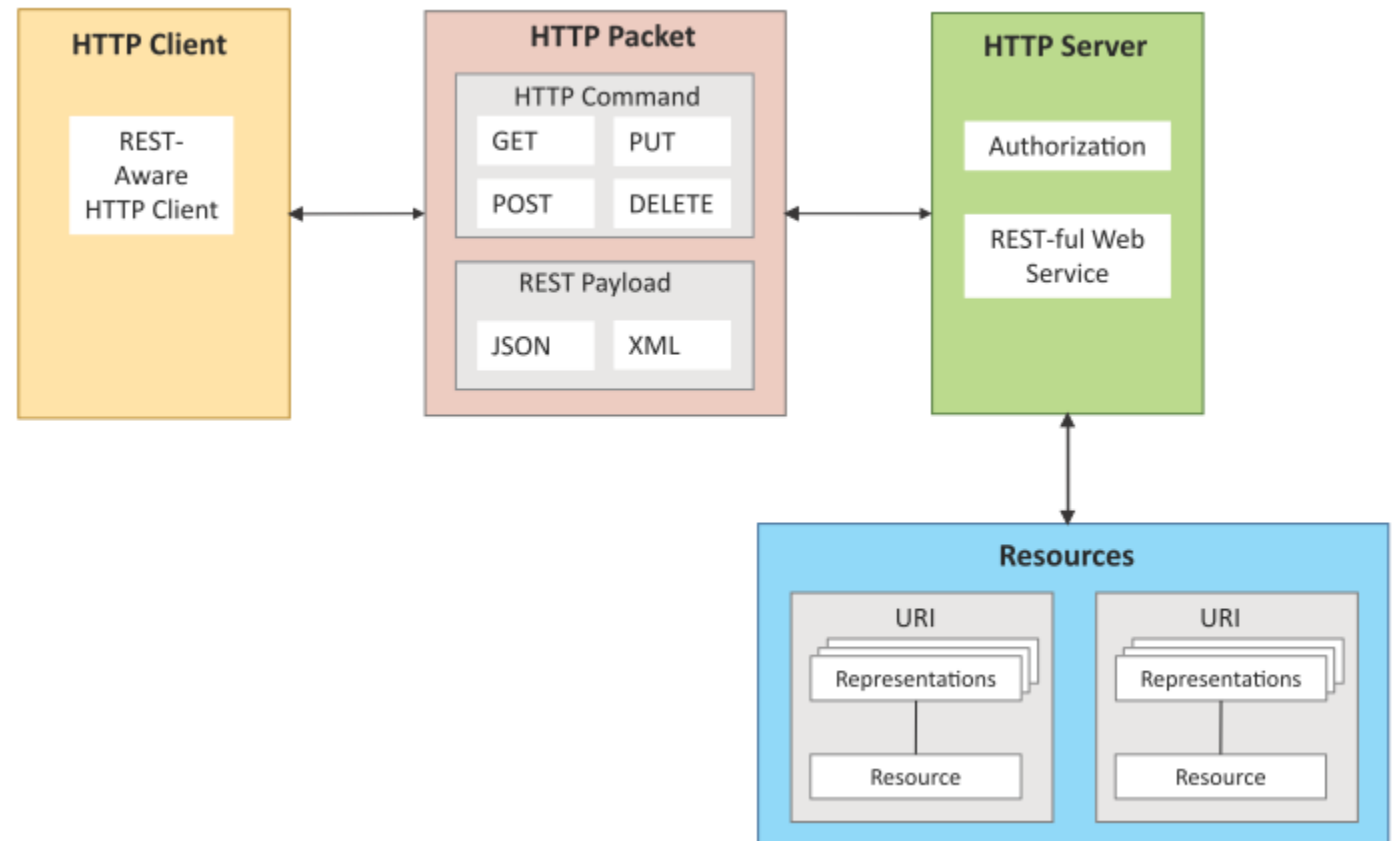 HTTP Client
REST-
Aware
HTTP Client
HTTP Packet
HTTP Command
GET
PUT
POST
DELETE
REST Payload
JSON
XML
HTTP Server
Authorization
REST-ful Web
Service
Resources
URI
Representations
Resource
URI
Representations
Resource